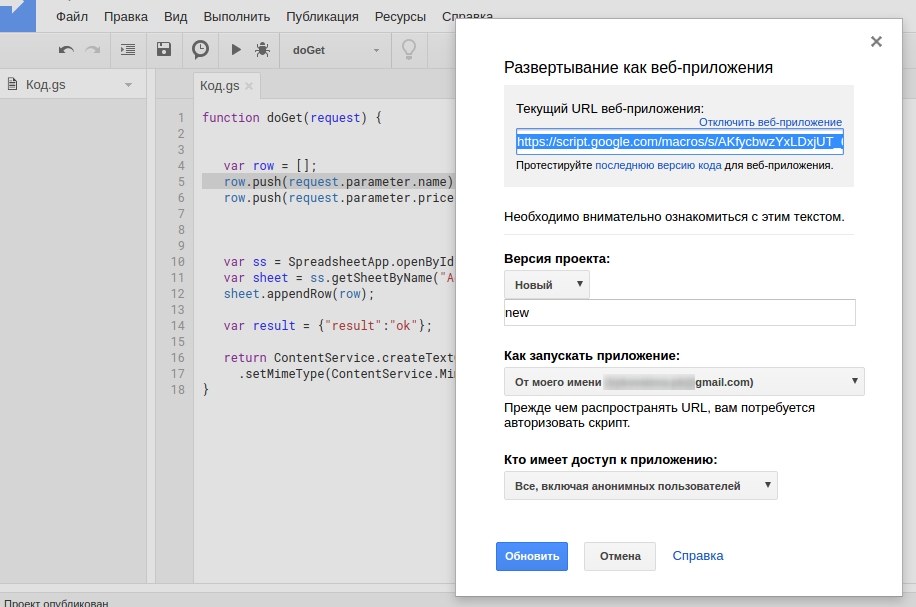 Файл Правка Вид Выполнить Публикация Ресурсы Справка
doGet
Код.gs
Код.gs
1 function doGet(request) {
2
3
4 var row = [];
5 row.push(request.parameter.name)
6 row.push(request.parameter.price
7
8
9
10 var ss = SpreadsheetApp.openById
11 var sheet = ss.getSheetByName("A
12 sheet.appendRow(row);
13
14 var result = {"result":"ok"};
15
16 return ContentService.createText
17 .setMimeType(ContentService.Mi
18 }
Проект опубликован
Развертывание как веб-приложения
Текущий URL веб-приложения:
Отключить веб-приложение
https://script.google.com/macros/s/AKfycbwzYxLDxjUT_
Протестируйте последнюю версию кода для веб-приложения.
Необходимо внимательно ознакомиться с этим текстом.
Версия проекта:
Новый
new
Как запускать приложение:
От моего имени gmail.com)
Прежде чем распространять URL, вам потребуется
авторизовать скрипт.
Кто имеет доступ к приложению:
Все, включая анонимных пользователей
Обновить Отмена Справка